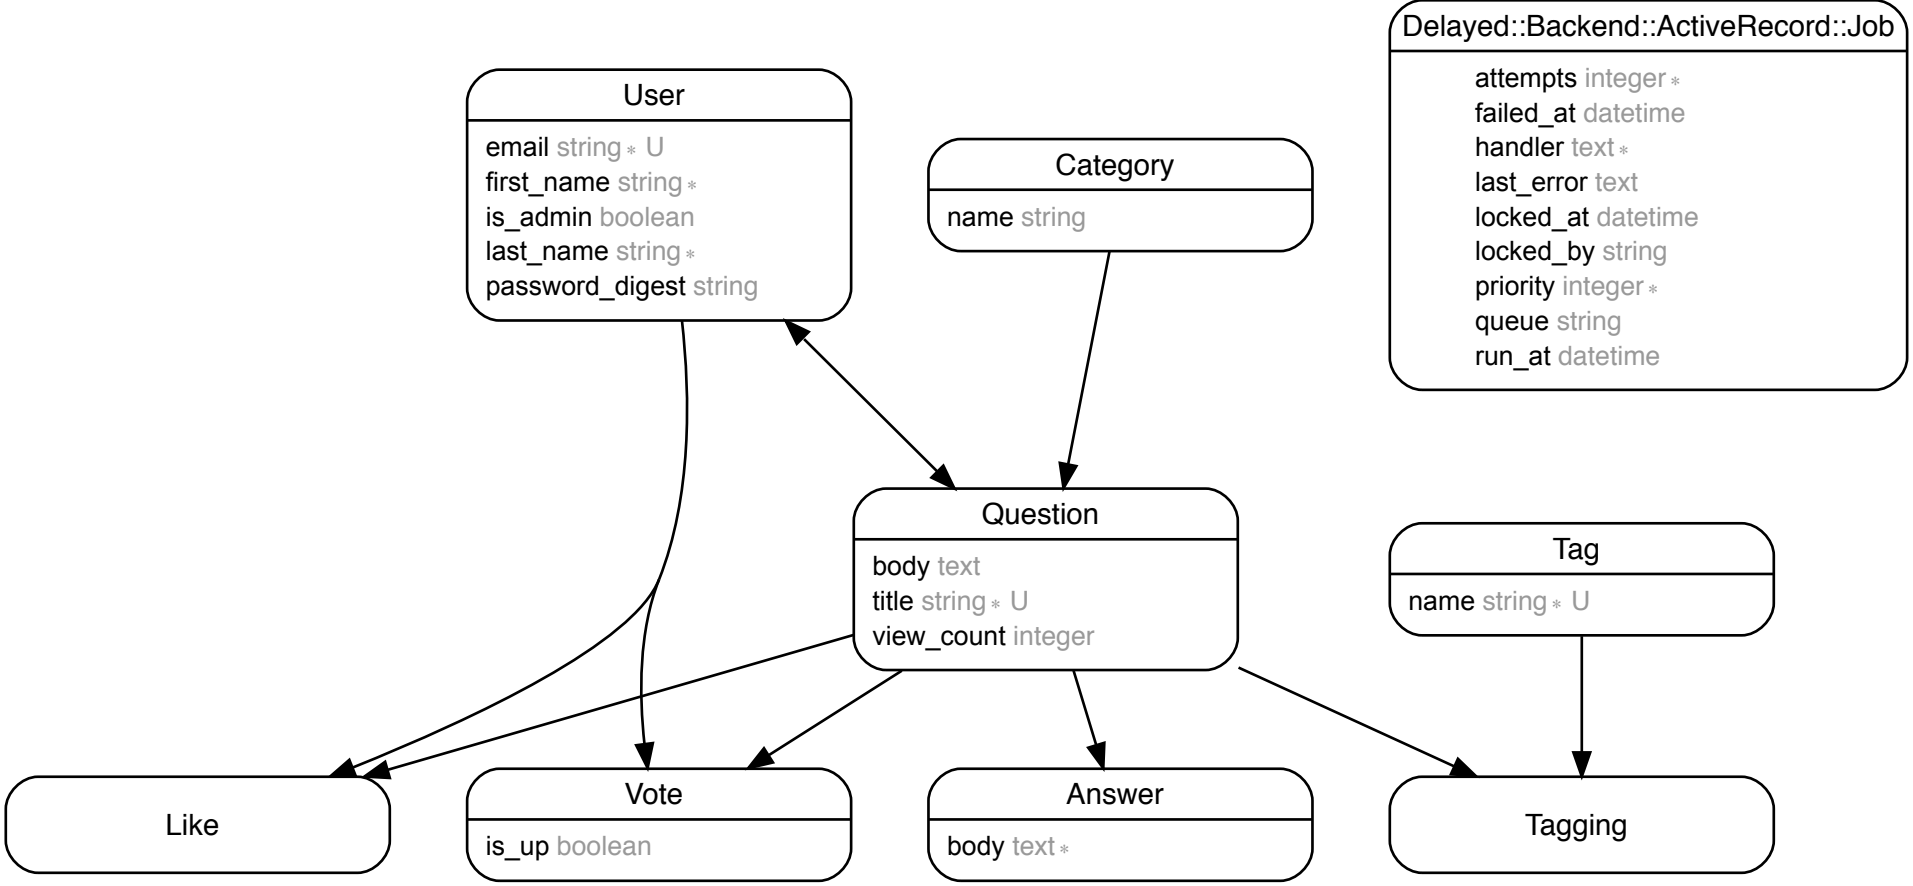 Delayed::Backend::ActiveRecord::Job
attempts integer ∗
failed_at datetime
handler text ∗
last_error text
locked_at datetime
locked_by string
priority integer ∗
queue string
run_at datetime
User
email string ∗ U
first_name string ∗
is_admin boolean
last_name string ∗
password_digest string
Category
name string
Question
body text
title string ∗ U
view_count integer
Tag
name string ∗ U
Like
Vote
is_up boolean
Answer
body text ∗
Tagging